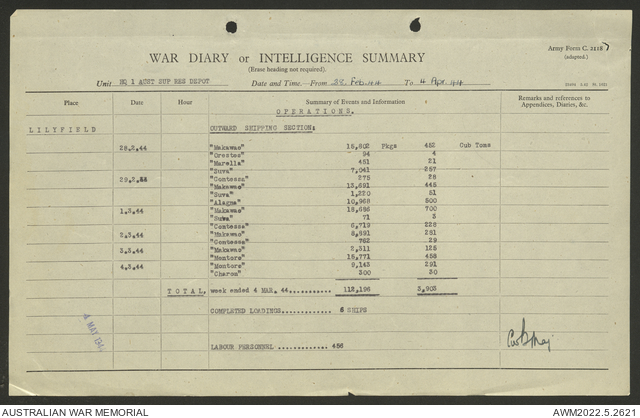 Army Form C. 2118
(adapted.)
WAR DIARY or INTELLIGENCE SUMMARY
(Erase heading not required).
Unit HQ 1 AUST SUP RES DEPOT Date and Time.—From 28. Feb.44 To 4 Apr.44
Place Date Hour Summary of Events and Information Remarks and references to
Appendices, Diaries, &c.
OPERATIONS.
LILYFIELD OUTWARD SHIPPING SECTION:
28.2.44 "Makawao" 15,802 Pkgs 452 Cub Tons
"Orestes" 94 4
"Marella" 451 21
"Suva" 7,041 257
29.2.44 "Contessa" 275 28
"Makawao" 13,691 445
"Suva" 1,220 51
"Alagna" 10,968 500
1.3.44 "Makawao" 18,686 700
"Suwa" 71 3
"Contessa" 6,719 228
2.3.44 "Makawao" 8,891 281
"Contessa" 762 29
3.3.44 "Makawao" 2,311 125
"Montoro" 15,771 458
4.3.44 "Montoro" 9,143 291
"Charon" 300 30
TOTAL, week ended 4 MAR. 44........... 112,196 3,903
COMPLETED LOADINGS............. 5 SHIPS
4 MAY 194
LABOUR PERSONNEL ............. 456
AUSTRALIAN WAR MEMORIAL AWM2022.5.2621